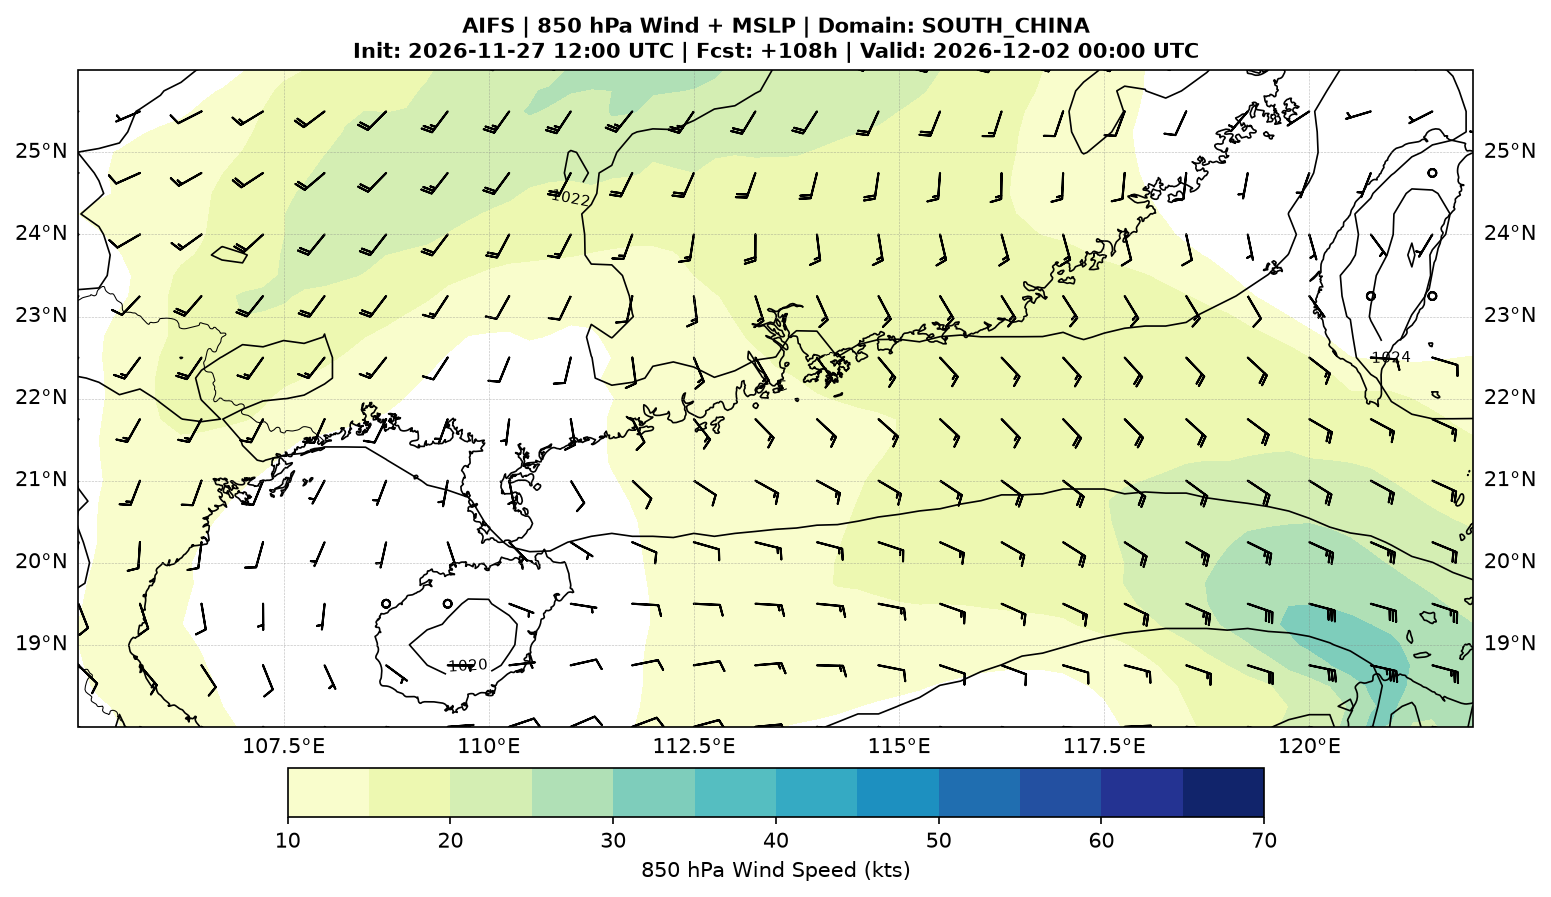 AIFS | 850 hPa Wind + MSLP | Domain: SOUTH_CHINA
Init: 2026-11-27 12:00 UTC | Fcst: +108h | Valid: 2026-12-02 00:00 UTC
25°N 25°N
1022
24°N 24°N
23°N 23°N
1024
22°N 22°N
21°N 21°N
20°N 20°N
19°N 19°N
1020
107.5°E 110°E 112.5°E 115°E 117.5°E 120°E
10 20 30 40 50 60 70
850 hPa Wind Speed (kts)